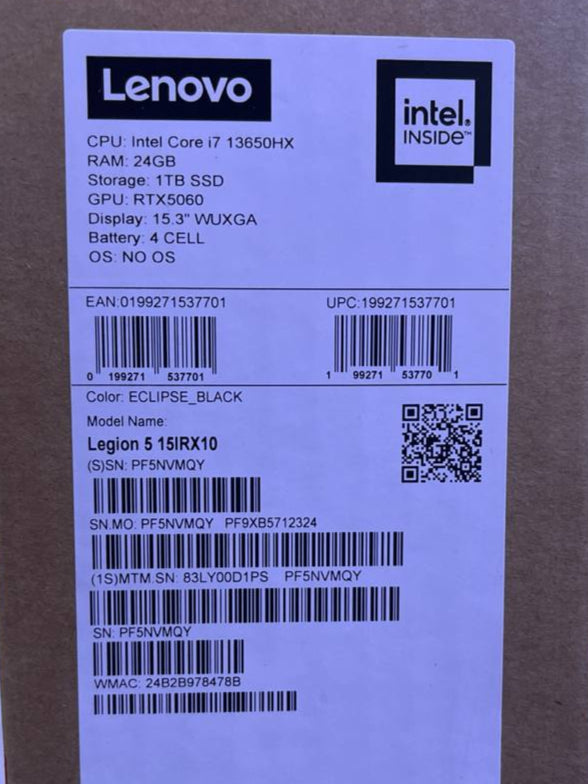 Lenovo
intel.
INSIDE™
CPU: Intel Core i7 13650HX
RAM: 24GB
Storage: 1TB SSD
GPU: RTX5060
Display: 15.3" WUXGA
Battery: 4 CELL
OS: NO OS
EAN:0199271537701 UPC:199271537701
0 199271 537701 1 99271 53770 1
Color: ECLIPSE_BLACK
Model Name:
Legion 5 15IRX10
(S)SN: PF5NVMQY
SN.MO: PF5NVMQY PF9XB5712324
(1S)MTM.SN: 83LY00D1PS PF5NVMQY
SN: PF5NVMQY
WMAC: 24B2B978478B